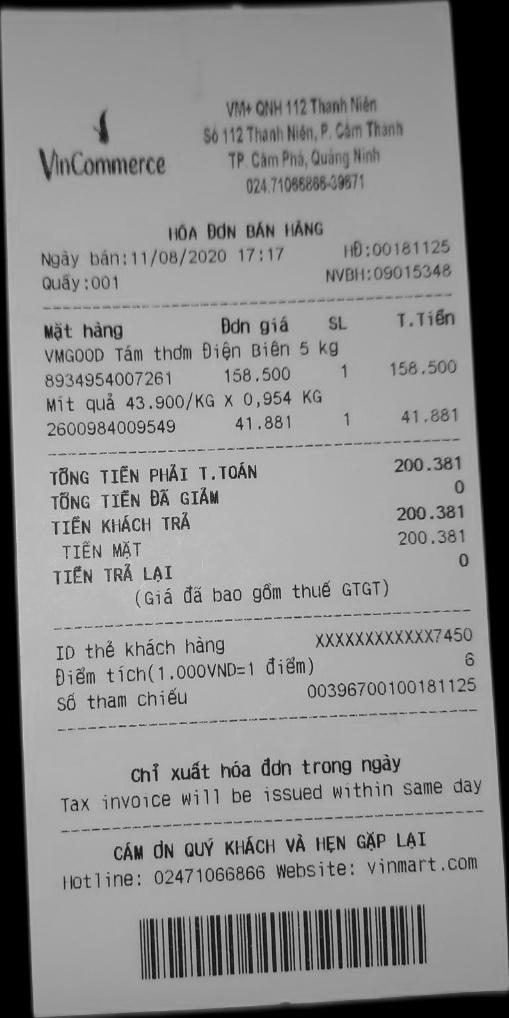 VinCommerce
VM+ QNH 112 Thanh Niên
Số 112 Thanh Niên, P. Cẩm Thành
TP. Cẩm Phả, Quảng Ninh
024.71066866-39671
HÓA ĐƠN BÁN HÀNG
Ngày bán:11/08/2020 17:17 HĐ:00181125
Quầy:001 NVBH:09015348
Mặt hàng Đơn giá SL T.Tiền
VMGOOD Tám thơm Điện Biên 5 kg
8934954007261 158.500 1 158.500
Mít quả 43.900/KG X 0,954 KG
2600984009549 41.881 1 41.881
TỔNG TIỀN PHẢI T.TOÁN 200.381
TỔNG TIỀN ĐÃ GIẢM 0
TIỀN KHÁCH TRẢ 200.381
TIỀN MẶT 200.381
TIỀN TRẢ LẠI 0
(Giá đã bao gồm thuế GTGT)
ID thẻ khách hàng XXXXXXXXXXXX7450
Điểm tích(1.000VND=1 điểm) 6
Số tham chiếu 00396700100181125
Chỉ xuất hóa đơn trong ngày
Tax invoice will be issued within same day
CẢM ƠN QUÝ KHÁCH VÀ HẸN GẶP LẠI
Hotline: 02471066866 Website: vinmart.com